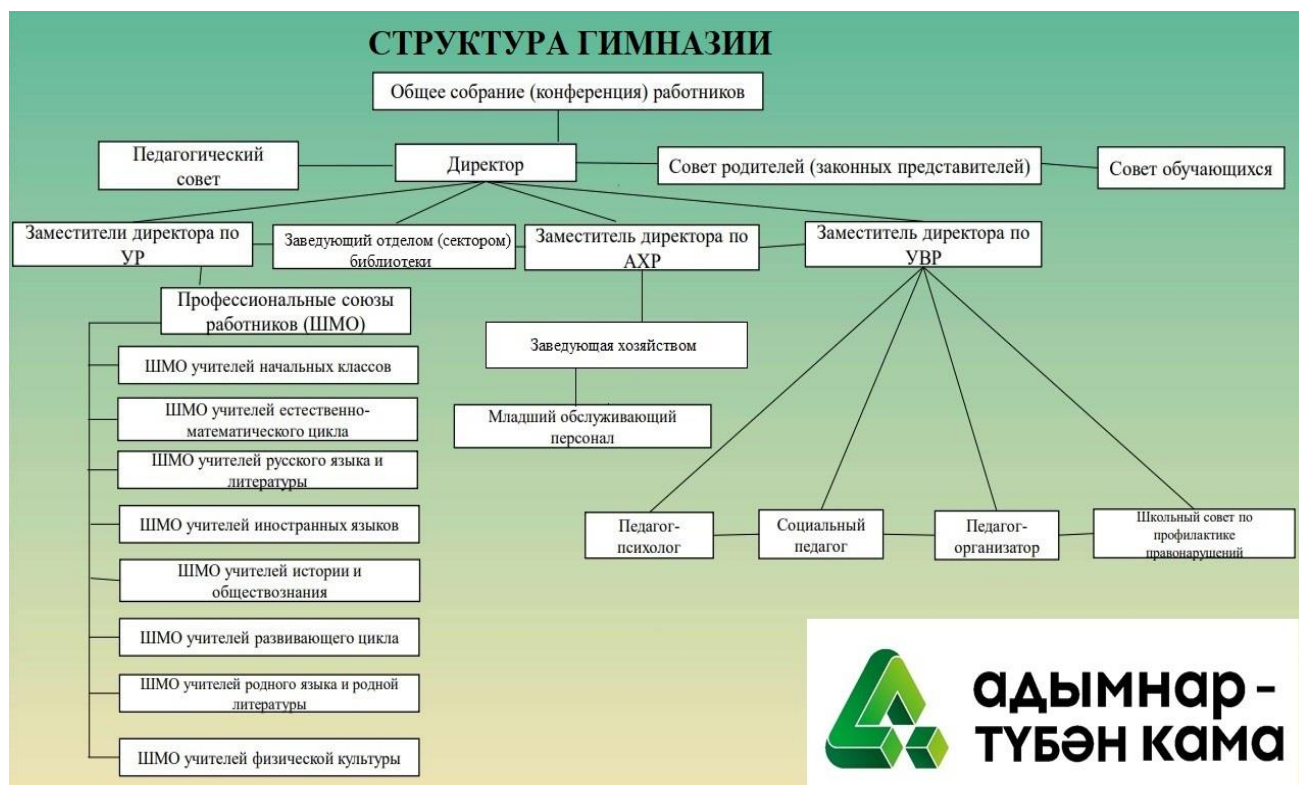 СТРУКТУРА ГИМНАЗИИ
Общее собрание (конференция) работников
Педагогический
совет
Директор
Совет родителей (законных представителей)
Совет обучающихся
Заместители директора по
УР
Заведующий отделом (сектором)
библиотеки
Заместитель директора по
АХР
Заместитель директора по
УВР
Профессиональные союзы
работников (ШМО)
ШМО учителей начальных классов
ШМО учителей естественно-
математического цикла
ШМО учителей русского языка и
литературы
ШМО учителей иностранных языков
ШМО учителей истории и
обществознания
ШМО учителей развивающего цикла
ШМО учителей родного языка и родной
литературы
ШМО учителей физической культуры
Заведующая хозяйством
Младший обслуживающий
персонал
Педагог-
психолог
Социальный
педагог
Педагог-
организатор
Школьный совет по
профилактике
правонарушений
адымнар -
түбән кама